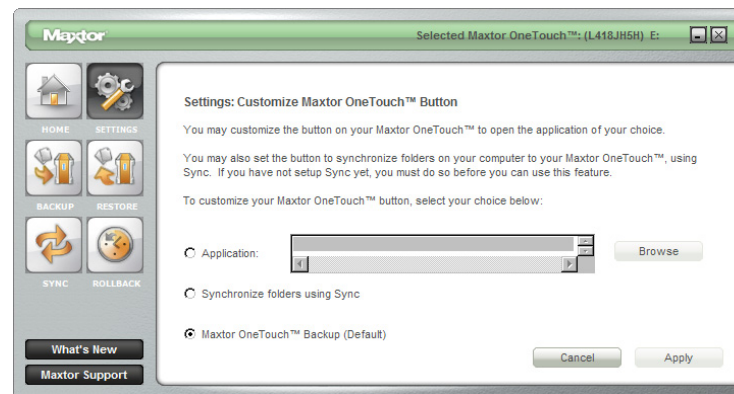 Maxtor
Selected Maxtor OneTouch™: (L418JH5H) E:
HOME SETTINGS
BACKUP RESTORE
SYNC ROLLBACK
What's New
Maxtor Support
Settings: Customize Maxtor OneTouch™ Button
You may customize the button on your Maxtor OneTouch™ to open the application of your choice.
You may also set the button to synchronize folders on your computer to your Maxtor OneTouch™, using
Sync. If you have not setup Sync yet, you must do so before you can use this feature.
To customize your Maxtor OneTouch™ button, select your choice below:
Application:
Browse
Synchronize folders using Sync
Maxtor OneTouch™ Backup (Default)
Cancel Apply